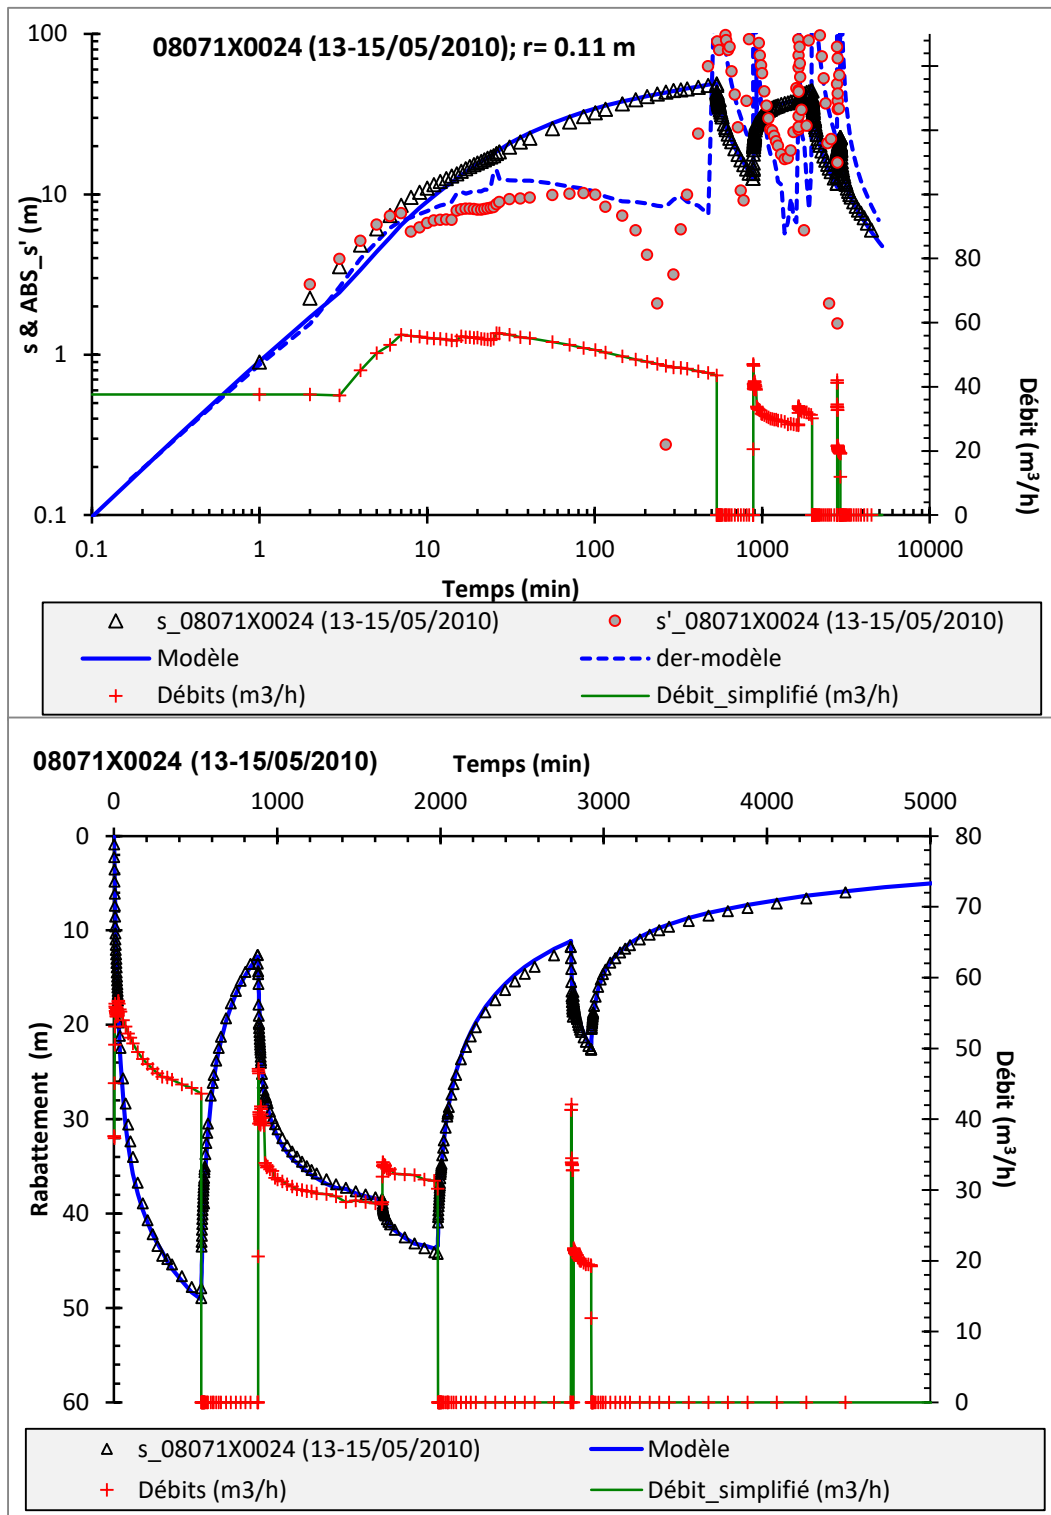 08071X0024 (13-15/05/2010); r= 0.11 m
100
10
1
0.1
s & ABS_s' (m)
80
60
40
20
0
Débit (m³/h)
0.1 1 10 100 1000 10000
Temps (min)
s_08071X0024 (13-15/05/2010) s'_08071X0024 (13-15/05/2010)
Modèle der-modèle
Débits (m3/h) Débit_simplifié (m3/h)
08071X0024 (13-15/05/2010) Temps (min)
0 1000 2000 3000 4000 5000
0
10
20
30
40
50
60
Rabattement (m)
80
70
60
50
40
30
20
10
0
Débit (m³/h)
s_08071X0024 (13-15/05/2010) Modèle
Débits (m3/h) Débit_simplifié (m3/h)